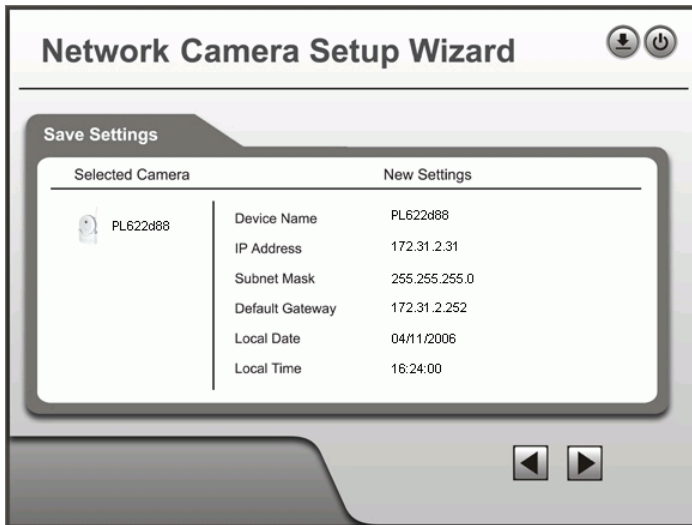 Network Camera Setup Wizard
Save Settings
Selected Camera New Settings
PL622d88
Device Name PL622d88
IP Address 172.31.2.31
Subnet Mask 255.255.255.0
Default Gateway 172.31.2.252
Local Date 04/11/2006
Local Time 16:24:00